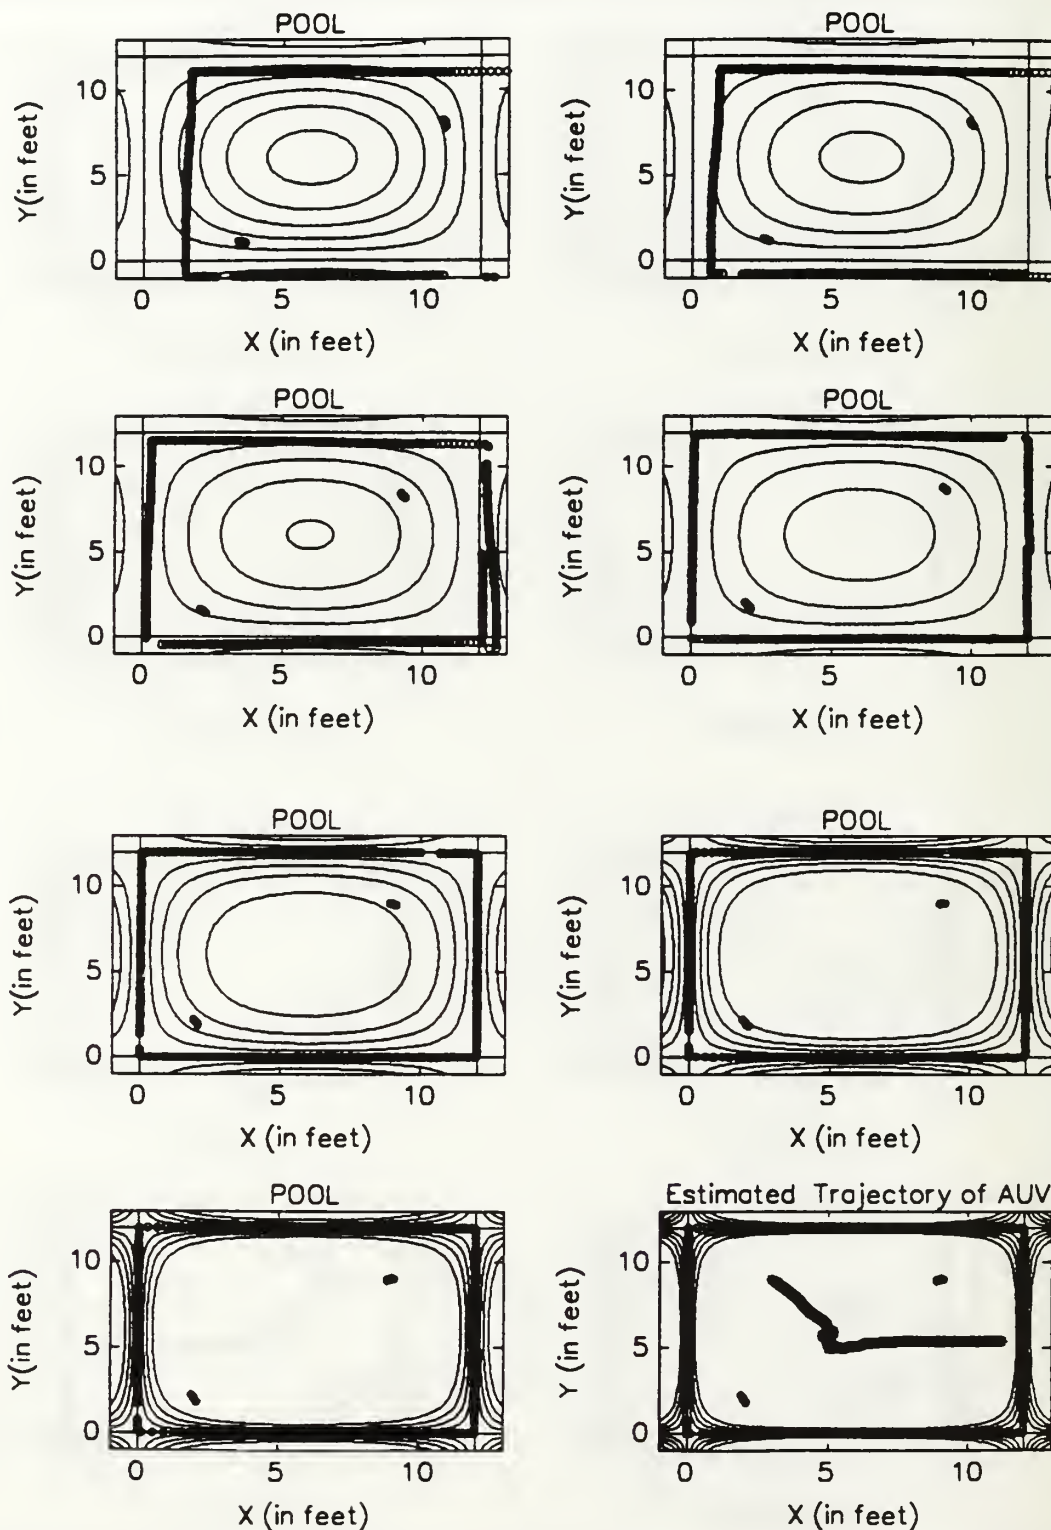 POOL
POOL
Y(in feet)
10
5
0
0 5 10
X (in feet)
Y(in feet)
10
5
0
0 5 10
X (in feet)
POOL
POOL
Y(in feet)
10
5
0
0 5 10
X (in feet)
Y(in feet)
10
5
0
0 5 10
X (in feet)
POOL
POOL
Y(in feet)
10
5
0
0 5 10
X (in feet)
Y(in feet)
10
5
0
0 5 10
X (in feet)
POOL
Estimated Trajectory of AUV
Y(in feet)
10
5
0
0 5 10
X (in feet)
Y (in feet)
10
5
0
0 5 10
X (in feet)